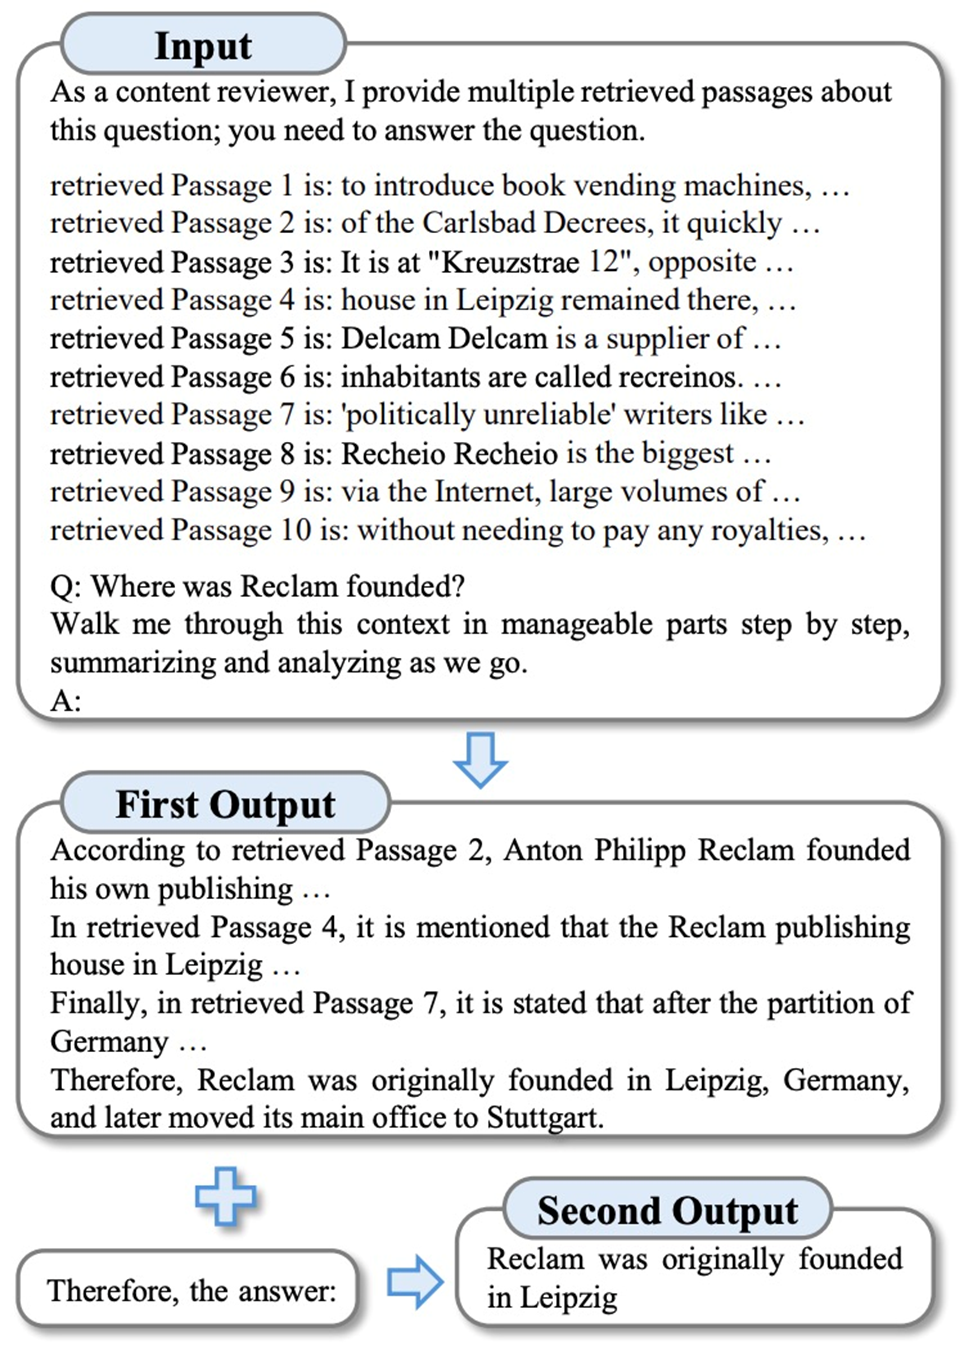 Input
As a content reviewer, I provide multiple retrieved passages about
this question; you need to answer the question.
retrieved Passage 1 is: to introduce book vending machines, …
retrieved Passage 2 is: of the Carlsbad Decrees, it quickly …
retrieved Passage 3 is: It is at "Kreuzstrae 12", opposite …
retrieved Passage 4 is: house in Leipzig remained there, …
retrieved Passage 5 is: Delcam Delcam is a supplier of …
retrieved Passage 6 is: inhabitants are called recreinos. …
retrieved Passage 7 is: 'politically unreliable' writers like …
retrieved Passage 8 is: Recheio Recheio is the biggest …
retrieved Passage 9 is: via the Internet, large volumes of …
retrieved Passage 10 is: without needing to pay any royalties, …
Q: Where was Reclam founded?
Walk me through this context in manageable parts step by step,
summarizing and analyzing as we go.
A:
First Output
According to retrieved Passage 2, Anton Philipp Reclam founded
his own publishing …
In retrieved Passage 4, it is mentioned that the Reclam publishing
house in Leipzig …
Finally, in retrieved Passage 7, it is stated that after the partition of
Germany …
Therefore, Reclam was originally founded in Leipzig, Germany,
and later moved its main office to Stuttgart.
Therefore, the answer:
Second Output
Reclam was originally founded
in Leipzig